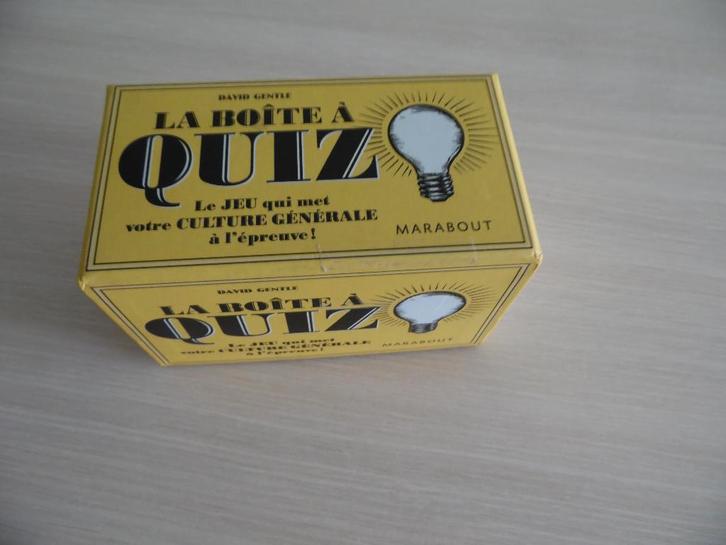 DAVID GENTLE
LA BOÎTE À
QUIZ
Le JEU qui met
votre CULTURE GÉNÉRALE
à l'épreuve!
MARABOUT
DAVID GENTLE
LA BOÎTE À
QUIZ
Le JEU qui met
votre CULTURE GÉNÉRALE
à l'épreuve!
MARABOUT